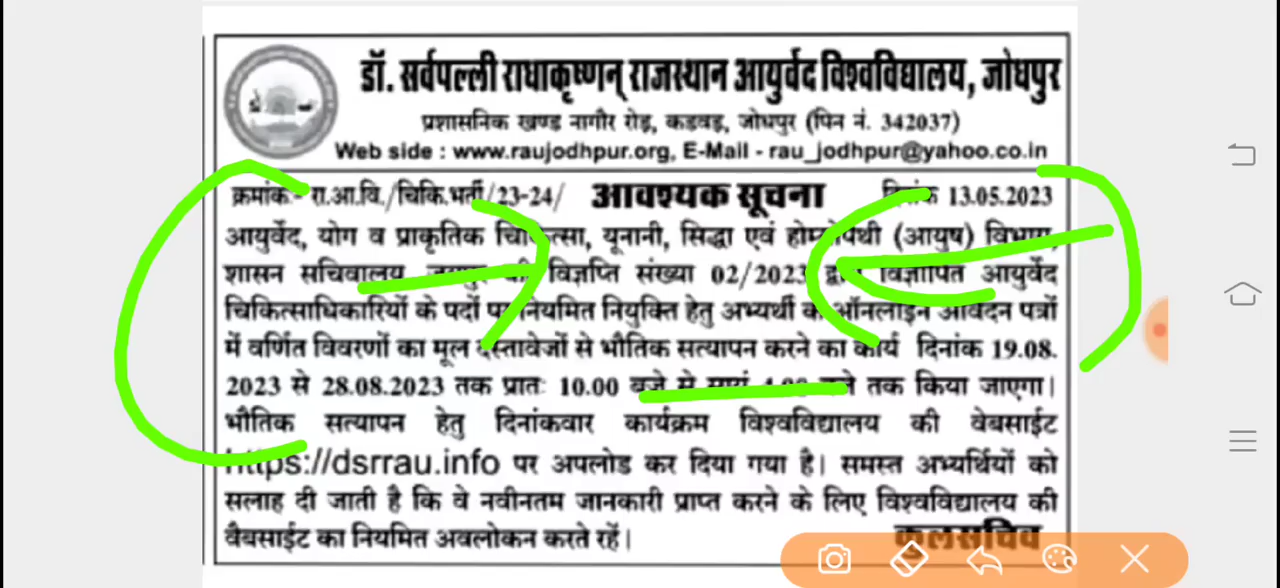 डॉ. सर्वपल्ली राधाकृष्णन् राजस्थान आयुर्वेद विश्वविद्यालय, जोधपुर
प्रशासनिक खण्ड नागौर रोड़, कडवड़, जोधपुर (पिन नं. 342037)
Web side : www.raujodhpur.org, E-Mail - rau_jodhpur@yahoo.co.in
क्रमांक- रा.आ.वि./चिकि.भर्ती/23-24/ आवश्यक सूचना दिनांक 13.05.2023
आयुर्वेद, योग व प्राकृतिक चिकित्सा, यूनानी, सिद्धा एवं होम्योपैथी (आयुष) विभाग,
शासन सचिवालय विज्ञप्ति संख्या 02/2023 द्वारा विज्ञापित आयुर्वेद
चिकित्साधिकारियों के पदों पर नियमित नियुक्ति हेतु अभ्यर्थी के ऑनलाइन आवेदन पत्रों
में वर्णित विवरणों का मूल दस्तावेजों से भौतिक सत्यापन करने का कार्य दिनांक 19.08.
2023 से 28.08.2023 तक प्रातः 10.00 बजे से सायं 4.00 बजे तक किया जाएगा।
भौतिक सत्यापन हेतु दिनांकवार कार्यक्रम विश्वविद्यालय की वेबसाईट
https://dsrrau.info पर अपलोड कर दिया गया है। समस्त अभ्यर्थियों को
सलाह दी जाती है कि वे नवीनतम जानकारी प्राप्त करने के लिए विश्वविद्यालय की
वैबसाईट का नियमित अवलोकन करते रहें।
कुलसचिव